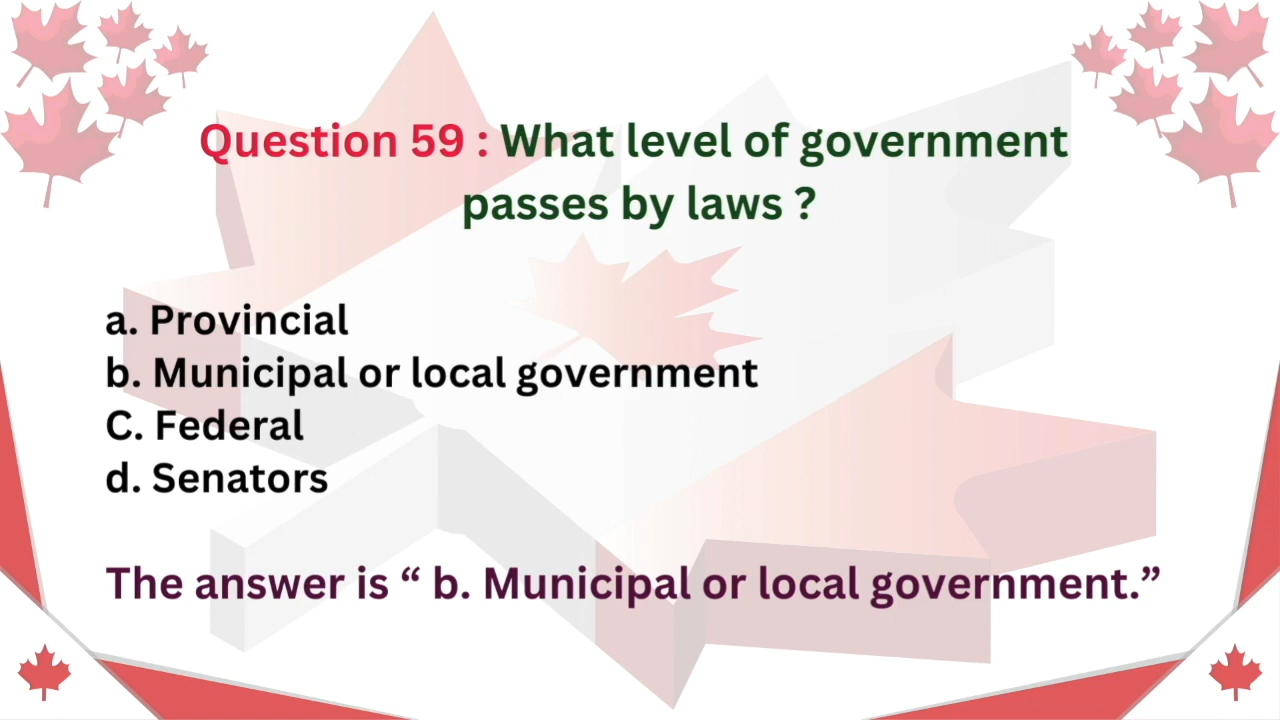 Question 59 : What level of government
passes by laws ?
a. Provincial
b. Municipal or local government
C. Federal
d. Senators
The answer is “ b. Municipal or local government.”